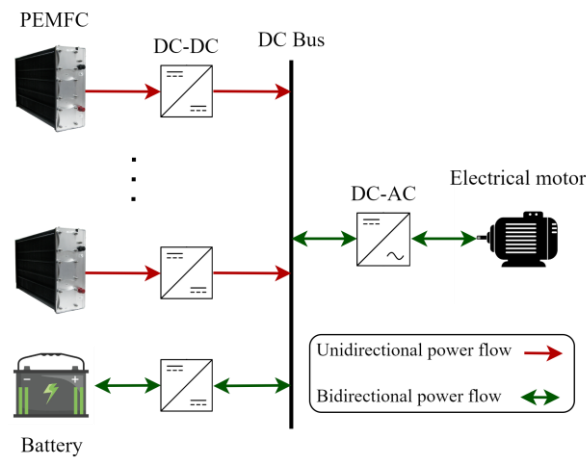 PEMFC
DC-DC
DC Bus
DC-AC
Electrical motor
Unidirectional power flow
Bidirectional power flow
Battery